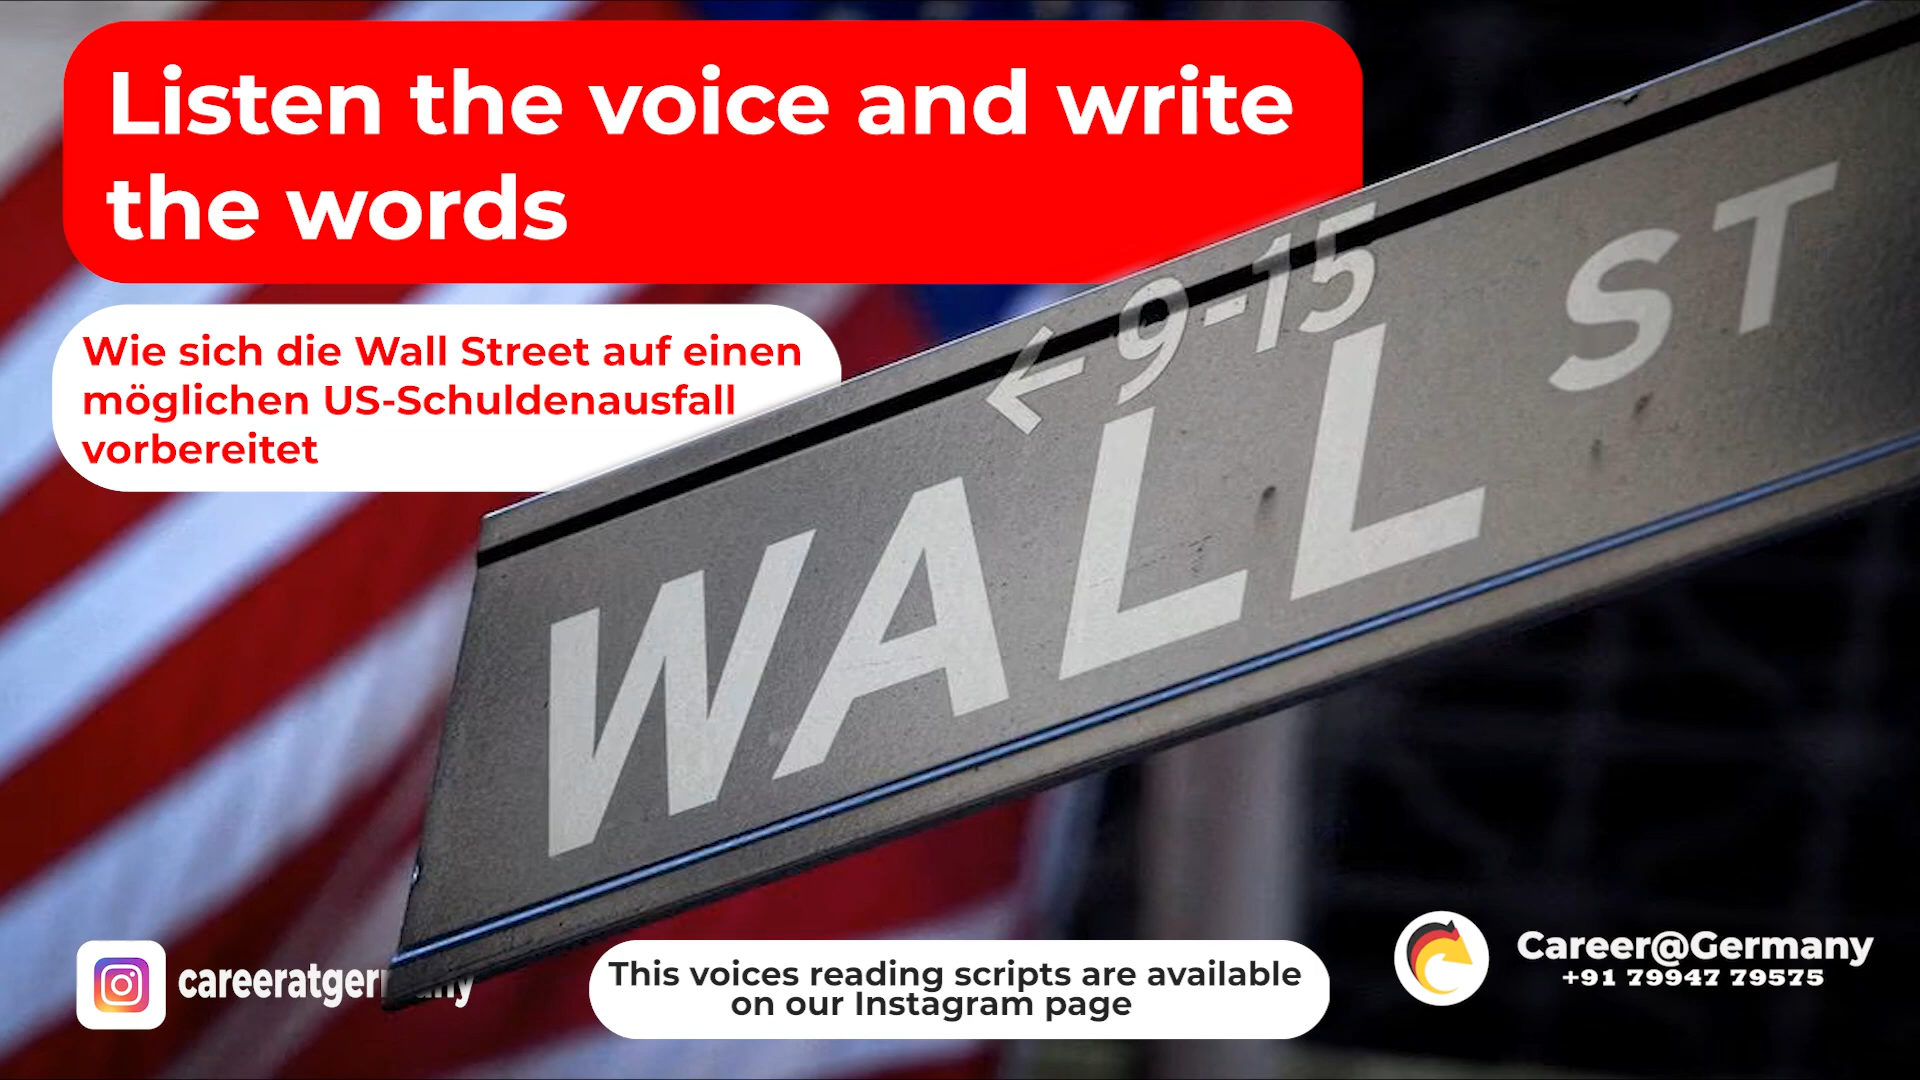 Listen the voice and write
the words
Wie sich die Wall Street auf einen
möglichen US-Schuldenausfall
vorbereitet
← 9-15
WALL ST
This voices reading scripts are available
on our Instagram page
Career@Germany
+91 79947 79575